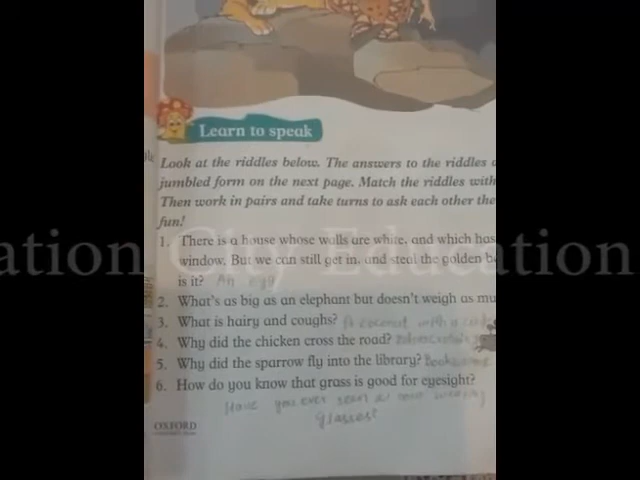 Learn to speak
Look at the riddles below. The answers to the riddles a
jumbled form on the next page. Match the riddles with
Then work in pairs and take turns to ask each other the
fun!
1. There is a house whose walls are white, and which has
window. But we can still get in, and steal the golden b
is it? An egg
ation City Education
2. What's as big as an elephant but doesn't weigh as mu
3. What is hairy and coughs? A coconut with a
4. Why did the chicken cross the road?
5. Why did the sparrow fly into the library?
6. How do you know that grass is good for eyesight?
Have you ever seen a wearing
glasses?
OXFORD